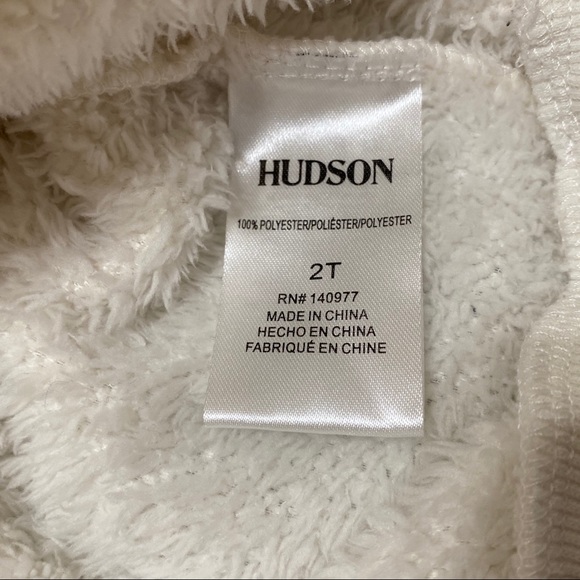 HUDSON
100% POLYESTER/POLIÉSTER/POLYESTER
2T
RN# 140977
MADE IN CHINA
HECHO EN CHINA
FABRIQUÉ EN CHINE